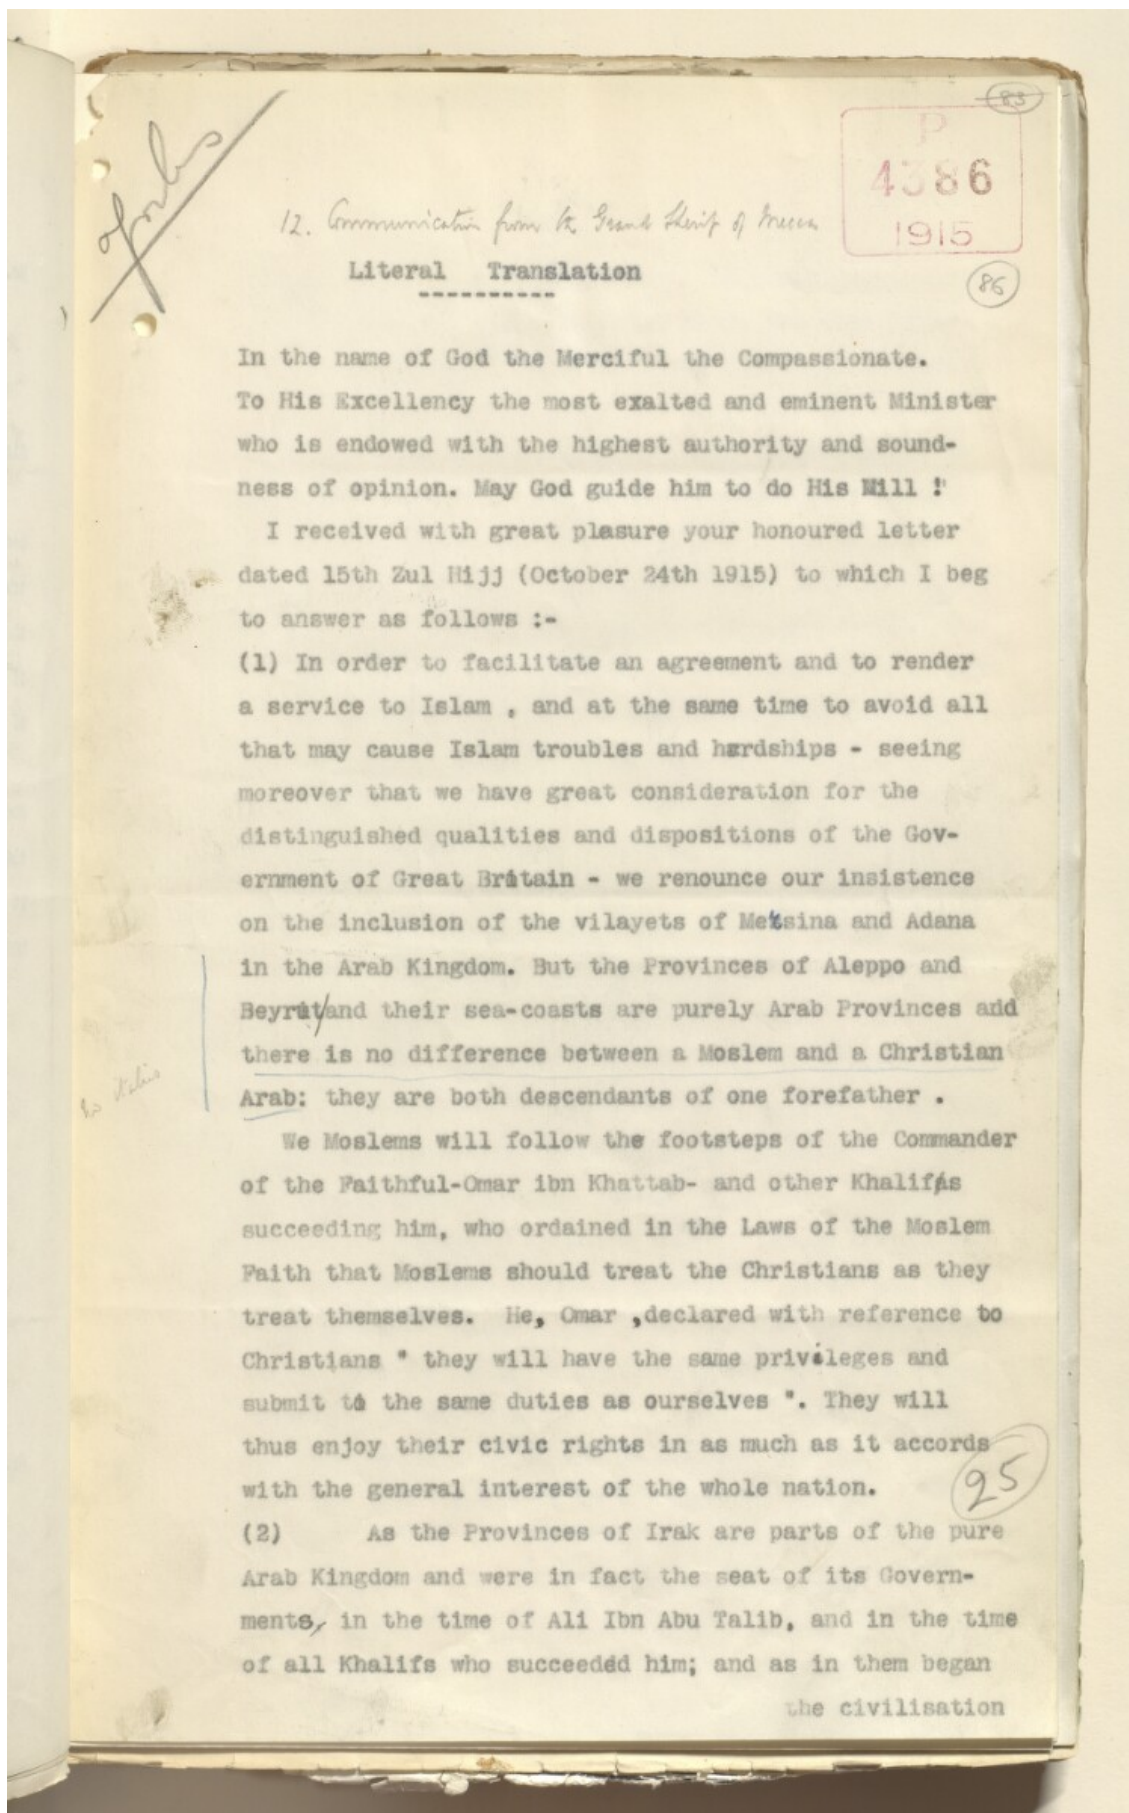 83
P
4386
1915
12. Communication from the Grand Sherif of Mecca
86
Literal Translation
----------
In the name of God the Merciful the Compassionate.
To His Excellency the most exalted and eminent Minister
who is endowed with the highest authority and sound-
ness of opinion. May God guide him to do His Will !
I received with great plasure your honoured letter
dated 15th Zul Hijj (October 24th 1915) to which I beg
to answer as follows :-
(1) In order to facilitate an agreement and to render
a service to Islam , and at the same time to avoid all
that may cause Islam troubles and hardships - seeing
moreover that we have great consideration for the
distinguished qualities and dispositions of the Gov-
ernment of Great Britain - we renounce our insistence
on the inclusion of the vilayets of Mersina and Adana
in the Arab Kingdom. But the Provinces of Aleppo and
Beyrut/and their sea-coasts are purely Arab Provinces and
there is no difference between a Moslem and a Christian
Arab: they are both descendants of one forefather .
We Moslems will follow the footsteps of the Commander
of the Faithful-Omar ibn Khattab- and other Khalifs
succeeding him, who ordained in the Laws of the Moslem
Faith that Moslems should treat the Christians as they
treat themselves. He, Omar ,declared with reference to
Christians " they will have the same privileges and
submit to the same duties as ourselves ". They will
thus enjoy their civic rights in as much as it accords
with the general interest of the whole nation.
25
(2) As the Provinces of Irak are parts of the pure
Arab Kingdom and were in fact the seat of its Govern-
ments, in the time of Ali Ibn Abu Talib, and in the time
of all Khalifs who succeeded him; and as in them began
the civilisation